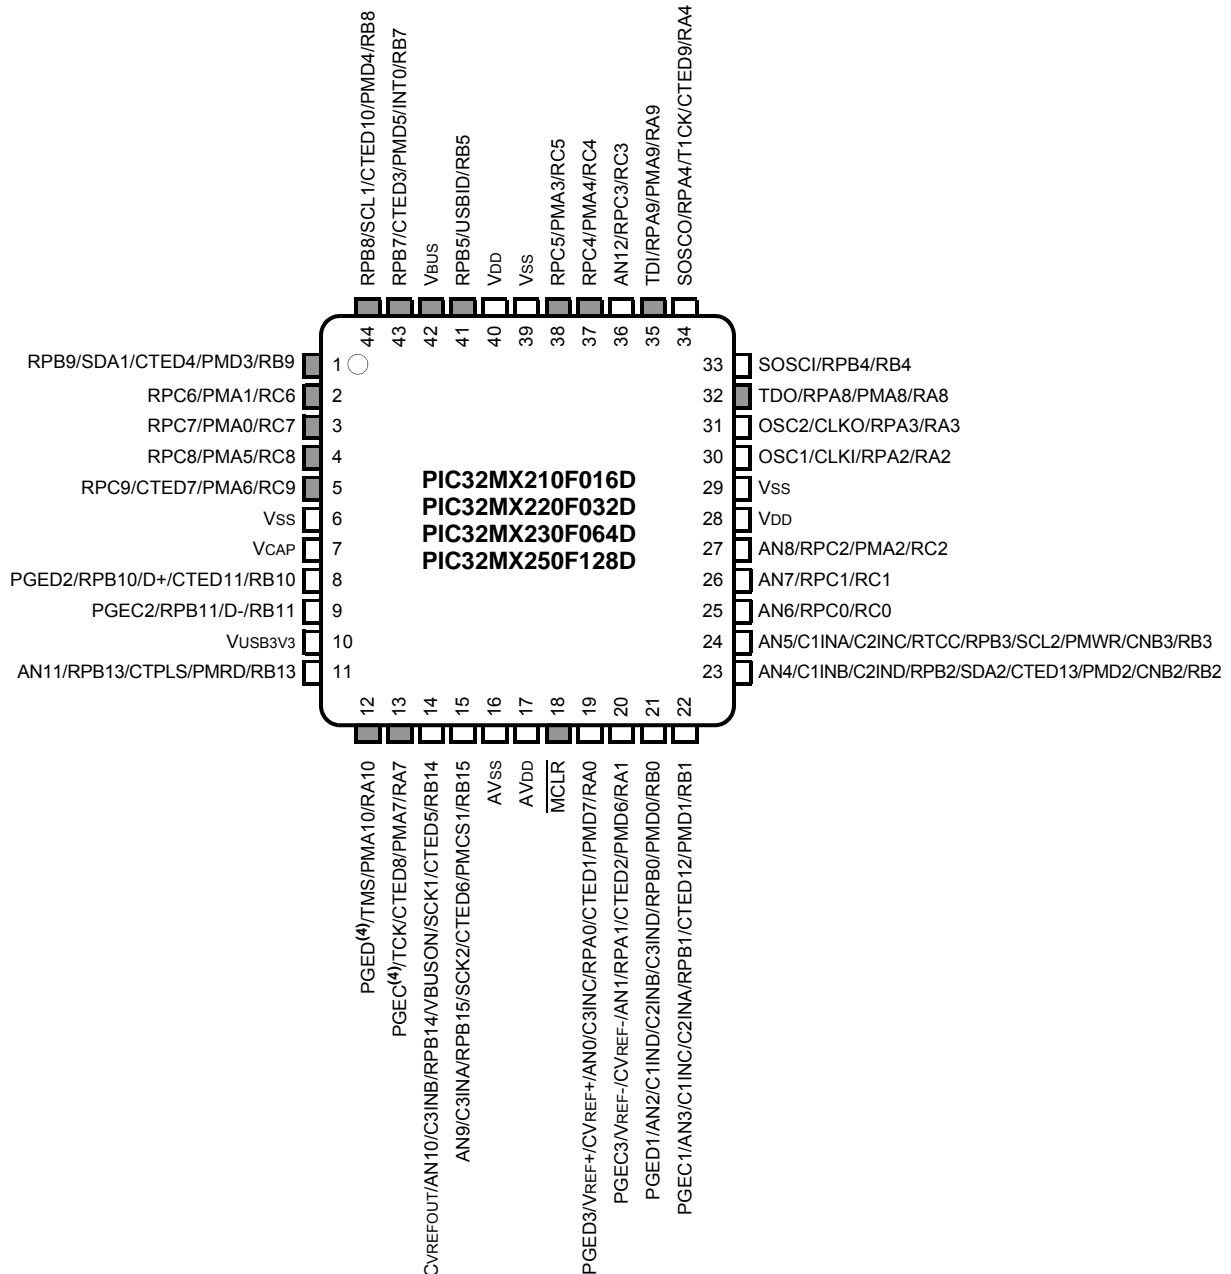 RPB8/SCL1/CTED10/PMD4/RB8
RPB7/CTED3/PMD5/INT0/RB7
VBUS
RPB5/USBID/RB5
VDD
VSS
RPC5/PMA3/RC5
RPC4/PMA4/RC4
AN12/RPC3/RC3
TDI/RPA9/PMA9/RA9
SOSCO/RPA4/T1CK/CTED9/RA4
44 43 42 41 40 39 38 37 36 35 34
RPB9/SDA1/CTED4/PMD3/RB9 1
RPC6/PMA1/RC6 2
RPC7/PMA0/RC7 3
RPC8/PMA5/RC8 4
RPC9/CTED7/PMA6/RC9 5
VSS 6
VCAP 7
PGED2/RPB10/D+/CTED11/RB10 8
PGEC2/RPB11/D-/RB11 9
VUSB3V3 10
AN11/RPB13/CTPLS/PMRD/RB13 11
PIC32MX210F016D
PIC32MX220F032D
PIC32MX230F064D
PIC32MX250F128D
33 SOSCI/RPB4/RB4
32 TDO/RPA8/PMA8/RA8
31 OSC2/CLKO/RPA3/RA3
30 OSC1/CLKI/RPA2/RA2
29 VSS
28 VDD
27 AN8/RPC2/PMA2/RC2
26 AN7/RPC1/RC1
25 AN6/RPC0/RC0
24 AN5/C1INA/C2INC/RTCC/RPB3/SCL2/PMWR/CNB3/RB3
23 AN4/C1INB/C2IND/RPB2/SDA2/CTED13/PMD2/CNB2/RB2
12 13 14 15 16 17 18 19 20 21 22
PGED(4)/TMS/PMA10/RA10
PGEC(4)/TCK/CTED8/PMA7/RA7
CVREFOUT/AN10/C3INB/RPB14/VBUSON/SCK1/CTED5/RB14
AN9/C3INA/RPB15/SCK2/CTED6/PMCS1/RB15
AVSS
AVDD
MCLR
PGED3/VREF+/CVREF+/AN0/C3INC/RPA0/CTED1/PMD7/RA0
PGEC3/VREF-/CVREF-/AN1/RPA1/CTED2/PMD6/RA1
PGED1/AN2/C1IND/C2INB/C3IND/RPB0/PMD0/RB0
PGEC1/AN3/C1INC/C2INA/RPB1/CTED12/PMD1/RB1